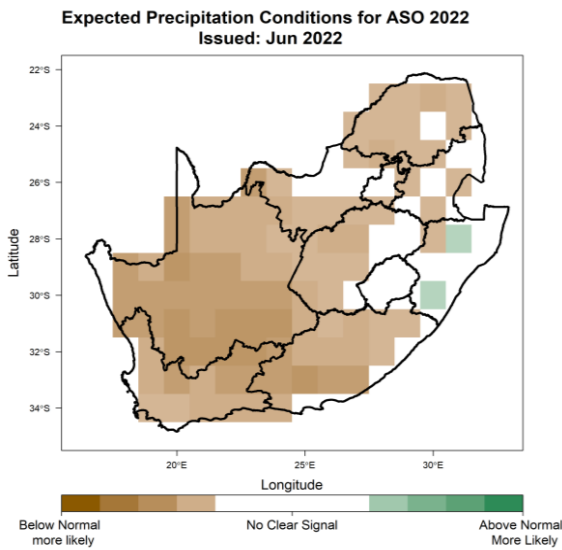 Expected Precipitation Conditions for ASO 2022
Issued: Jun 2022
22°S
24°S
26°S
28°S
30°S
32°S
34°S
Latitude
20°E
25°E
30°E
Longitude
Below Normal
more likely
No Clear Signal
Above Normal
More Likely